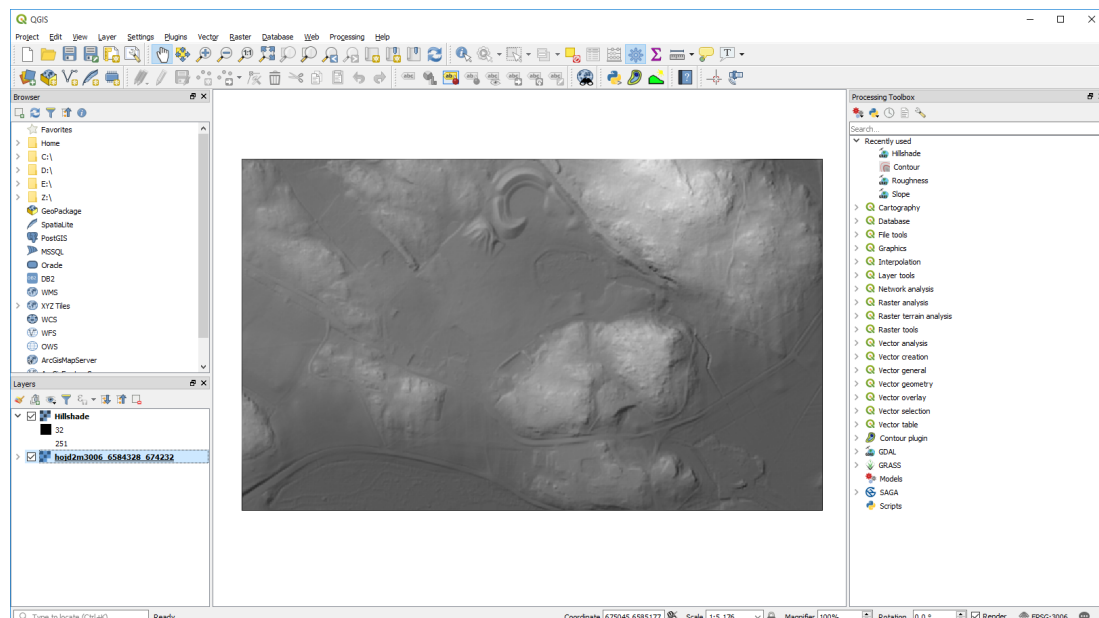 QGIS
Project Edit View Layer Settings Plugins Vector Raster Database Web Processing Help
Browser
Favorites
Home
C:\
D:\
E:\
Z:\
GeoPackage
SpatiaLite
PostGIS
MSSQL
Oracle
DB2
WMS
XYZ Tiles
WCS
WFS
OWS
ArcGisMapServer
Layers
Hillshade
32
251
hojd2m3006_6584328_674232
Processing Toolbox
Search...
Recently used
Hillshade
Contour
Roughness
Slope
Cartography
Database
File tools
Graphics
Interpolation
Layer tools
Network analysis
Raster analysis
Raster terrain analysis
Raster tools
Vector analysis
Vector creation
Vector general
Vector geometry
Vector overlay
Vector selection
Vector table
Contour plugin
GDAL
GRASS
Models
SAGA
Scripts
Type to locate (Ctrl+K) Ready Coordinate 675045,6585177 Scale 1:5 176 Magnifier 100% Rotation 0,0 ° Render EPSG:3006